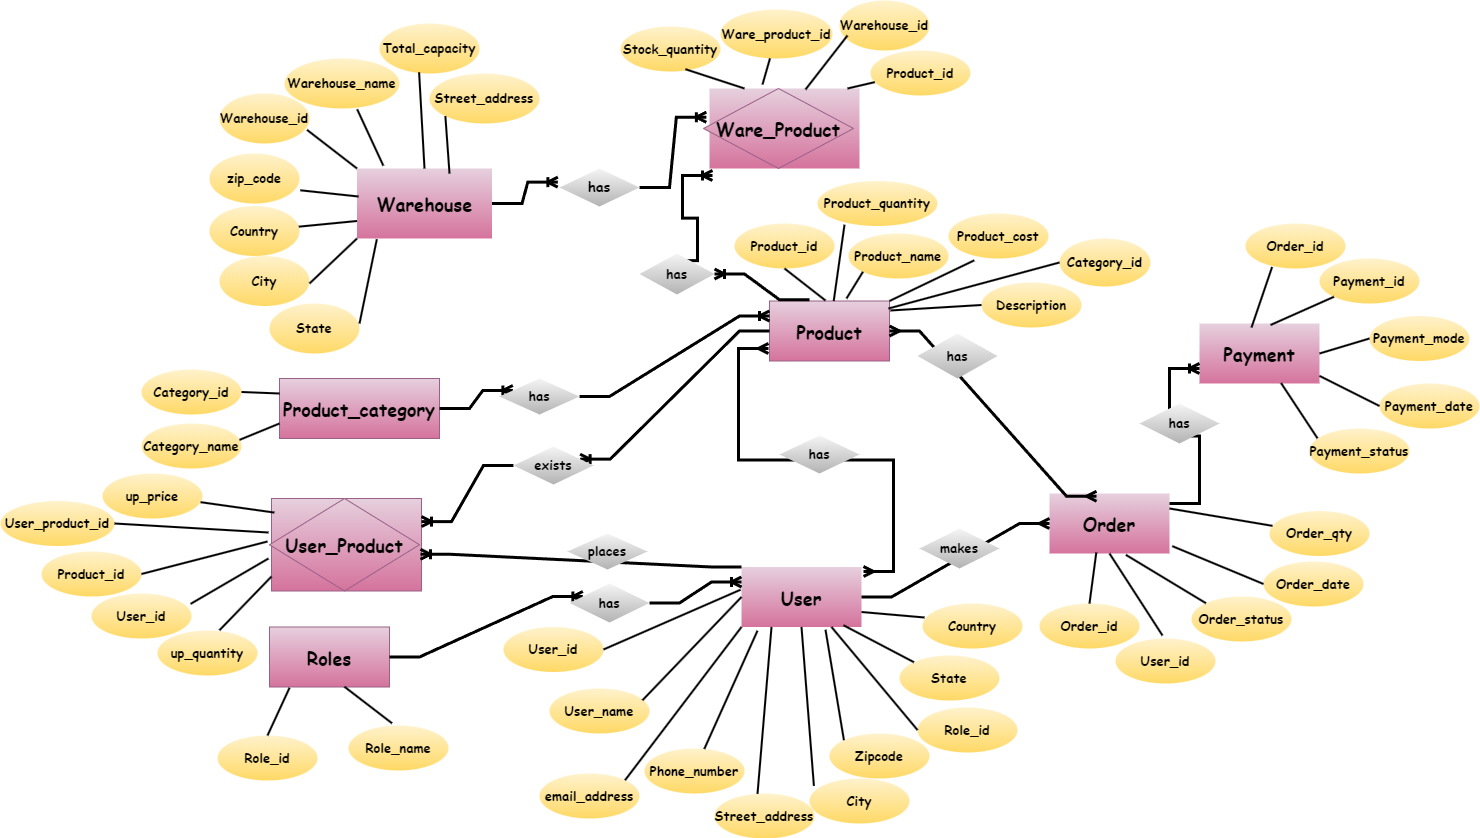 Warehouse_id
Ware_product_id
Total_capacity
Stock_quantity
Product_id
Warehouse_name
Street_address
Warehouse_id
Ware_Product
zip_code
has
Warehouse
Product_quantity
Country
Product_id
Product_cost
Order_id
Product_name
Category_id
has
City
Payment_id
Description
State
Product
Payment_mode
has
Payment
Category_id
has
Product_category
Payment_date
has
Category_name
has
Payment_status
exists
up_price
User_product_id
Order
Order_qty
User_Product
places
makes
Product_id
Order_date
User
has
User_id
Order_status
Order_id
Country
User_id
up_quantity
Roles
User_id
State
User_name
Role_id
Role_name
Role_id
Zipcode
Phone_number
email_address
City
Street_address